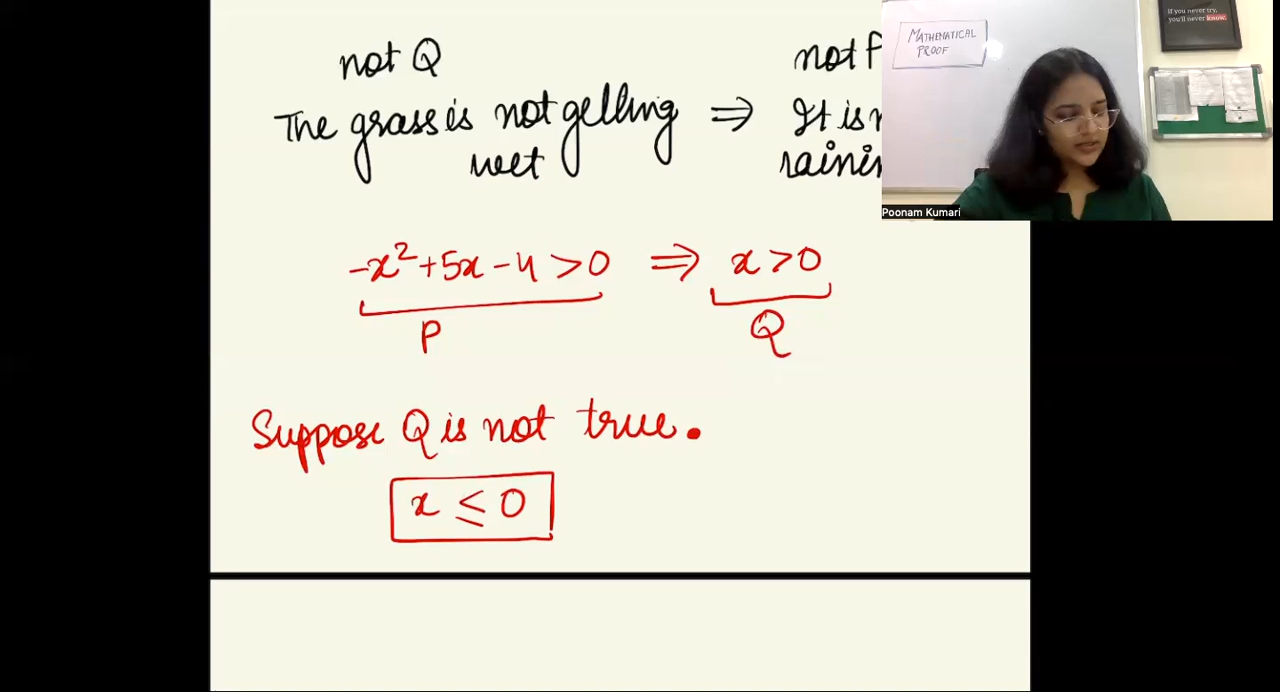 not Q not P
The grass is not getting ⇒ It is
wet raining
-x²+5x-4>0 ⇒ x>0
P Q
Suppose Q is not true.
x ≤ 0
If you never try,
you'll never know.
MATHEMATICAL
PROOF
Poonam Kumari